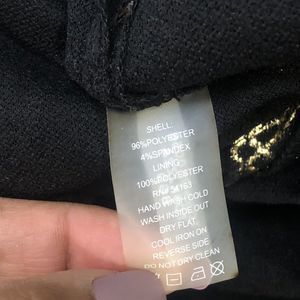 SHELL:
96%POLYESTER
4%SPANDEX
LINING:
100%POLYESTER
RN# 54163
HAND WASH COLD
WASH INSIDE OUT
DRY FLAT.
COOL IRON ON
REVERSE SIDE
DO NOT DRY CLEAN